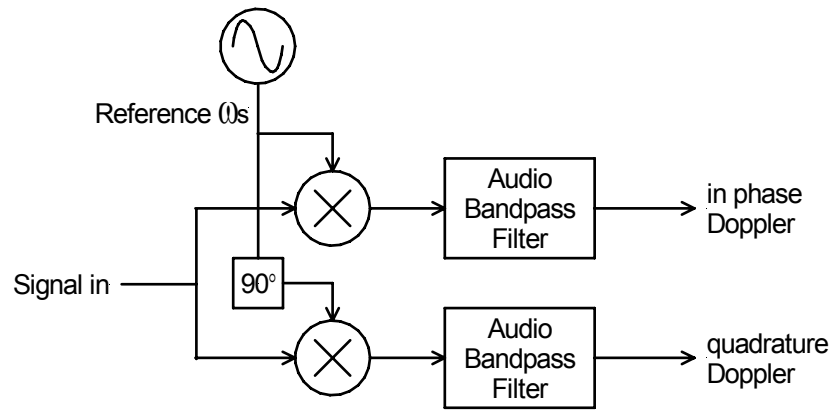 Reference ωs
Audio
Bandpass
Filter
in phase
Doppler
Signal in
90°
Audio
Bandpass
Filter
quadrature
Doppler